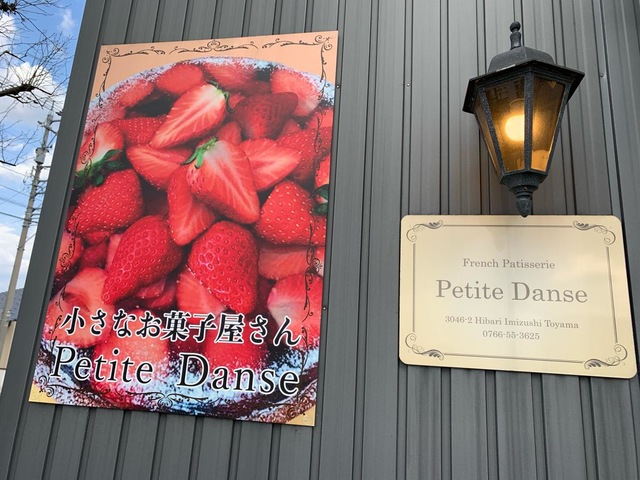 小さなお菓子屋さん
Petite Danse
French Patisserie
Petite Danse
3046-2 Hibari Imizushi Toyama
0766-55-3625